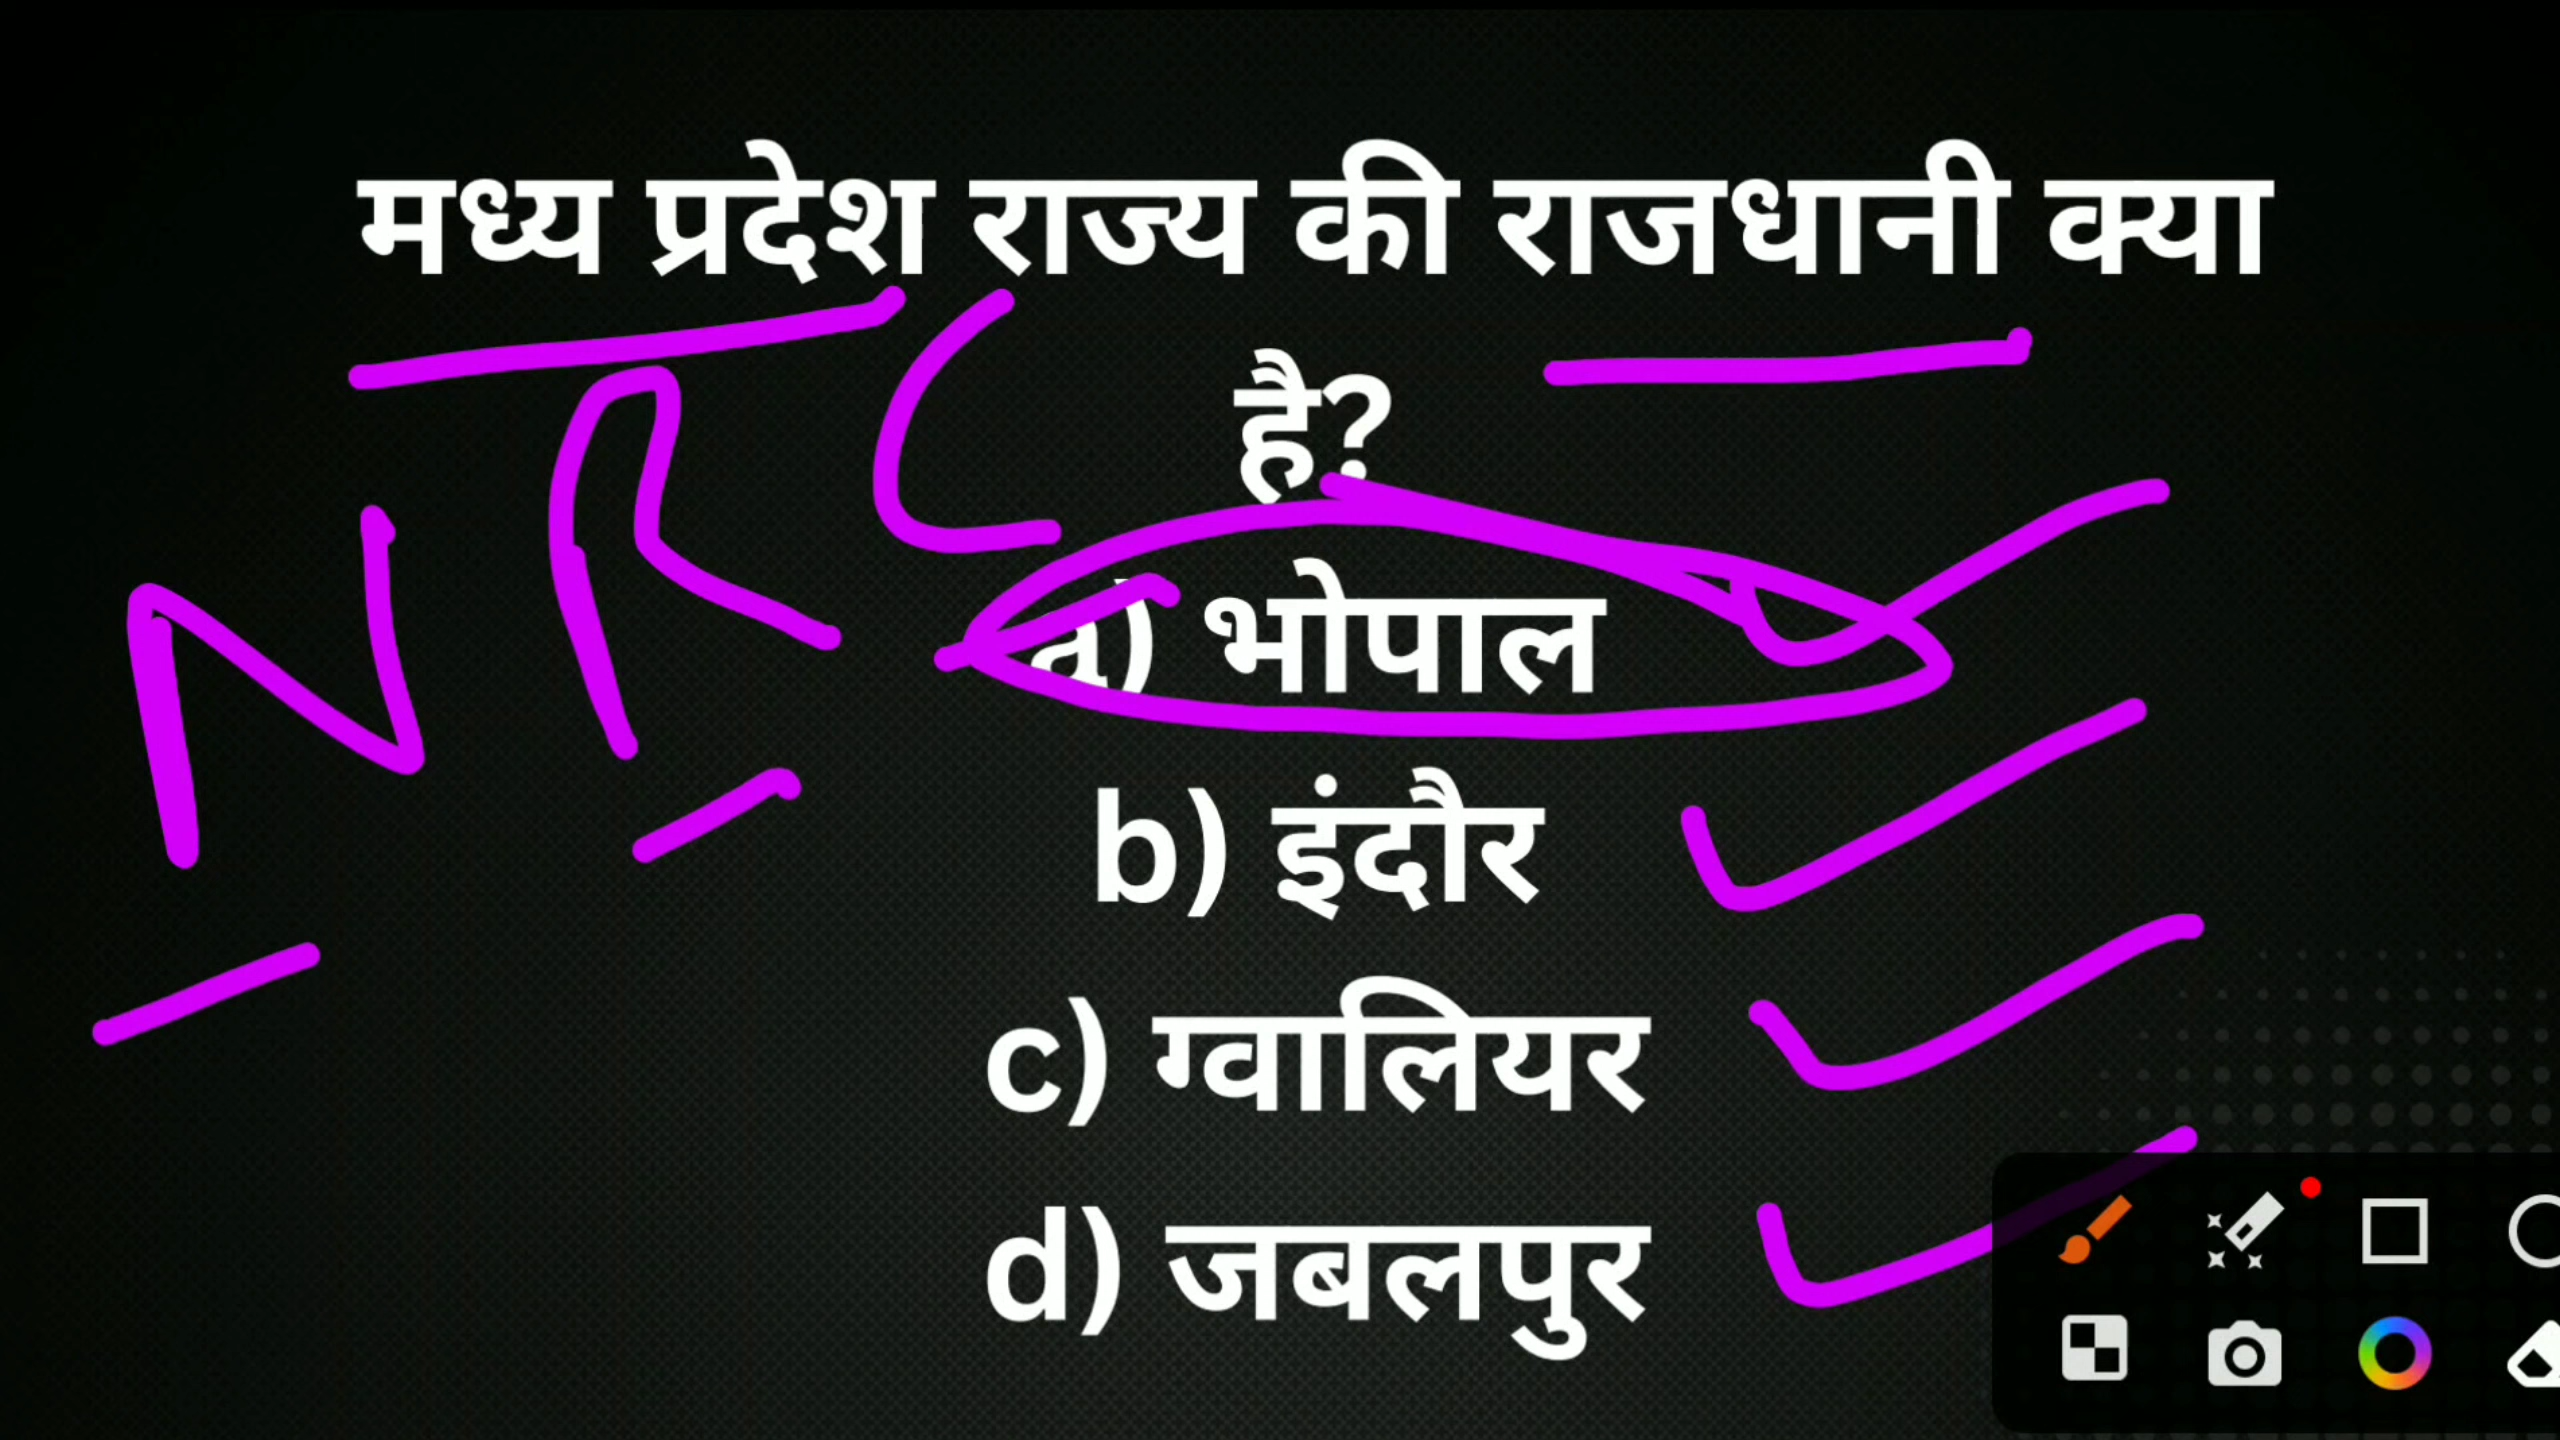 मध्य प्रदेश राज्य की राजधानी क्या
है?
N R C
a) भोपाल
b) इंदौर
c) ग्वालियर
d) जबलपुर